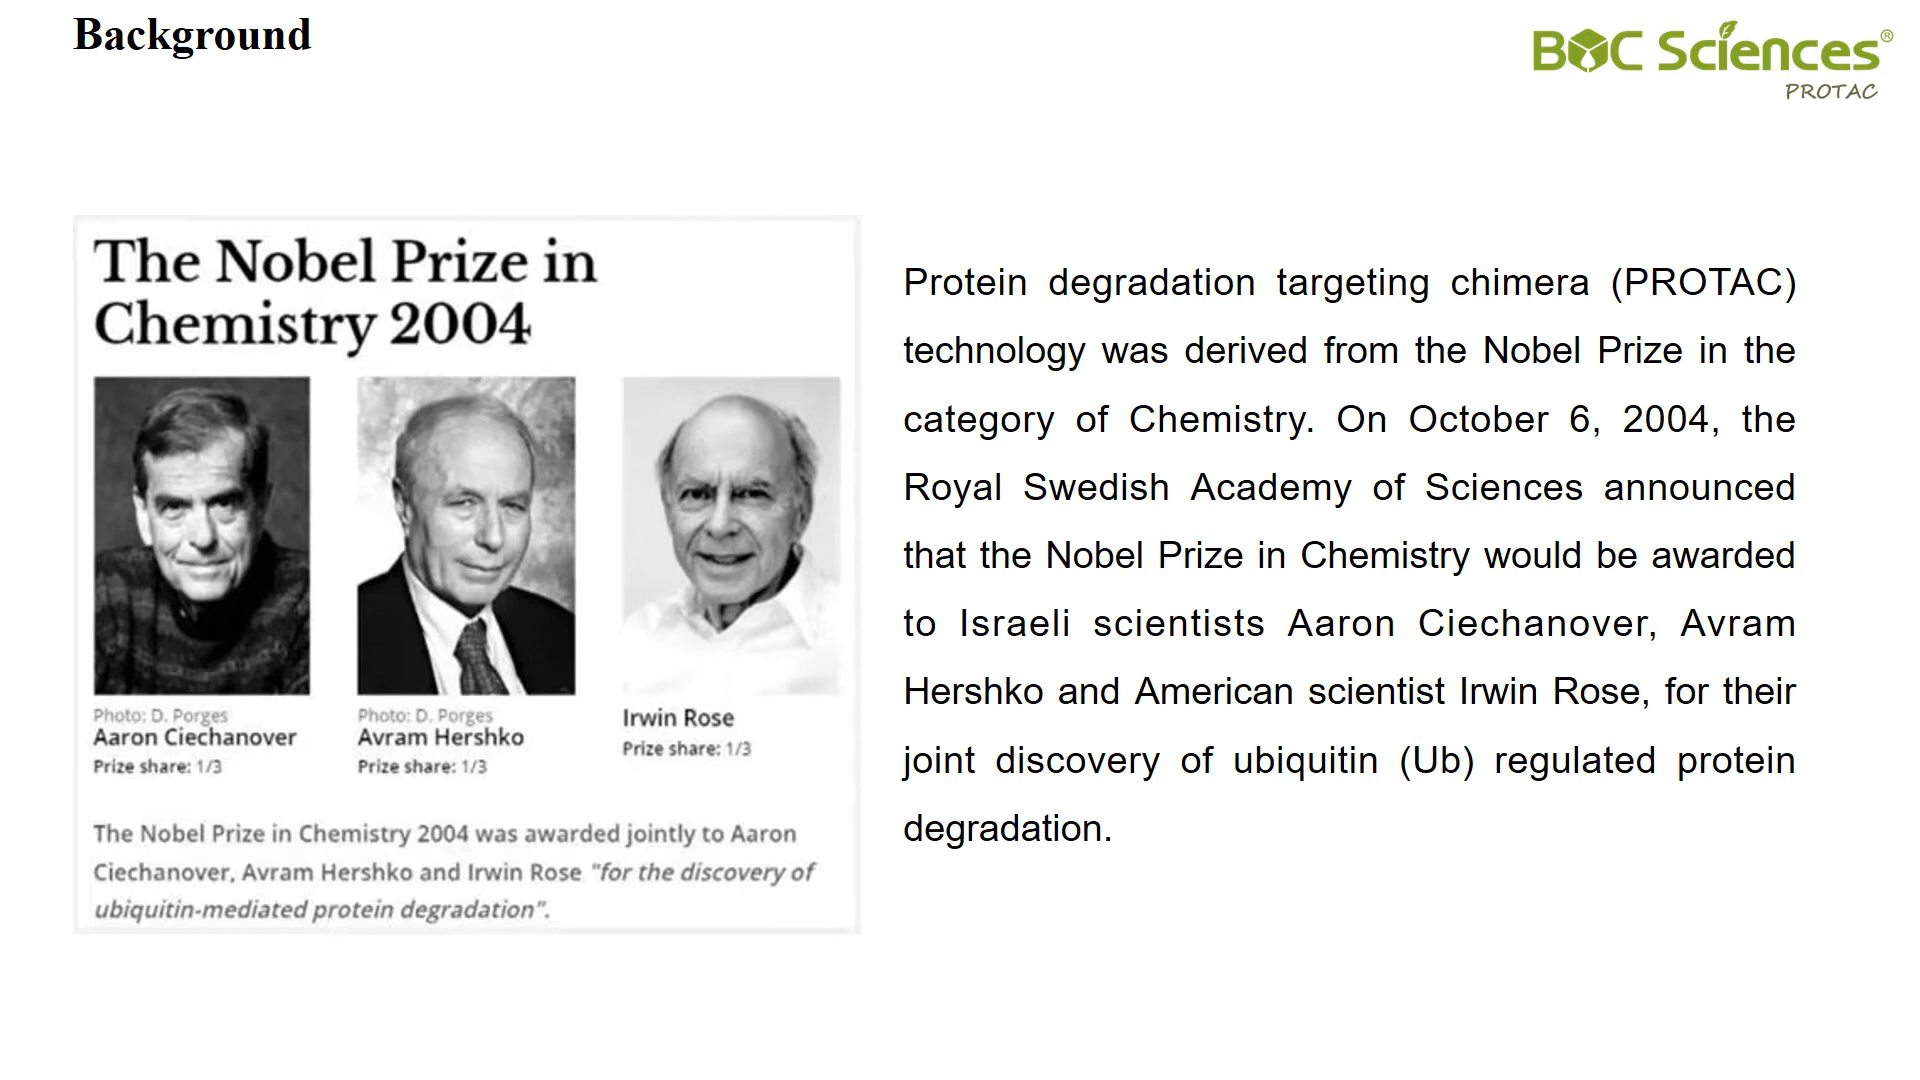 Background
BOC Sciences®
PROTAC
The Nobel Prize in
Chemistry 2004
Photo: D. Porges
Aaron Ciechanover
Prize share: 1/3
Photo: D. Porges
Avram Hershko
Prize share: 1/3
Irwin Rose
Prize share: 1/3
The Nobel Prize in Chemistry 2004 was awarded jointly to Aaron
Ciechanover, Avram Hershko and Irwin Rose "for the discovery of
ubiquitin-mediated protein degradation".
Protein degradation targeting chimera (PROTAC)
technology was derived from the Nobel Prize in the
category of Chemistry. On October 6, 2004, the
Royal Swedish Academy of Sciences announced
that the Nobel Prize in Chemistry would be awarded
to Israeli scientists Aaron Ciechanover, Avram
Hershko and American scientist Irwin Rose, for their
joint discovery of ubiquitin (Ub) regulated protein
degradation.